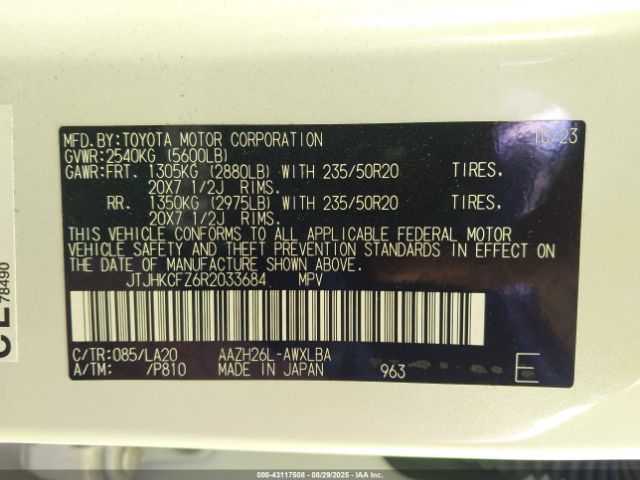 MFD.BY:TOYOTA MOTOR CORPORATION 10/23
GVWR:2540KG (5600LB)
GAWR:FRT. 1305KG (2880LB) WITH 235/50R20 TIRES,
20X7 1/2J RIMS.
RR. 1350KG (2975LB) WITH 235/50R20 TIRES,
20X7 1/2J RIMS.
THIS VEHICLE CONFORMS TO ALL APPLICABLE FEDERAL MOTOR
VEHICLE SAFETY AND THEFT PREVENTION STANDARDS IN EFFECT ON
THE DATE OF MANUFACTURE SHOWN ABOVE.
JTJHKCFZ6R2033684 MPV
C/TR:085/LA20 AAZH26L-AWXLBA
A/TM: /P810 MADE IN JAPAN 963 E
78490
000-43117508 - 08/29/2025 - IAA, Inc. - Copyright